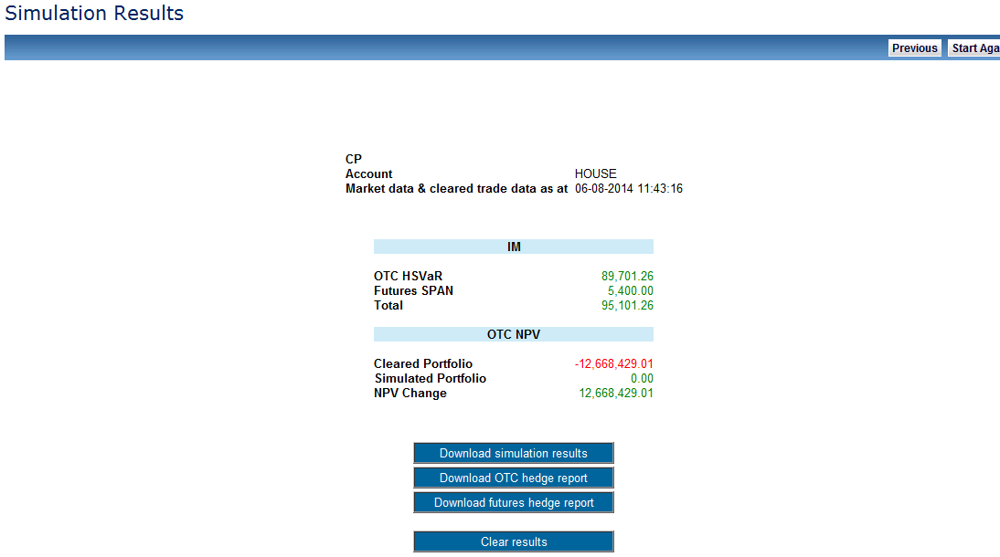 Simulation Results
Previous Start Aga
CP
Account HOUSE
Market data & cleared trade data as at 06-08-2014 11:43:16
IM
OTC HSVaR 89,701.26
Futures SPAN 5,400.00
Total 95,101.26
OTC NPV
Cleared Portfolio -12,668,429.01
Simulated Portfolio 0.00
NPV Change 12,668,429.01
Download simulation results
Download OTC hedge report
Download futures hedge report
Clear results